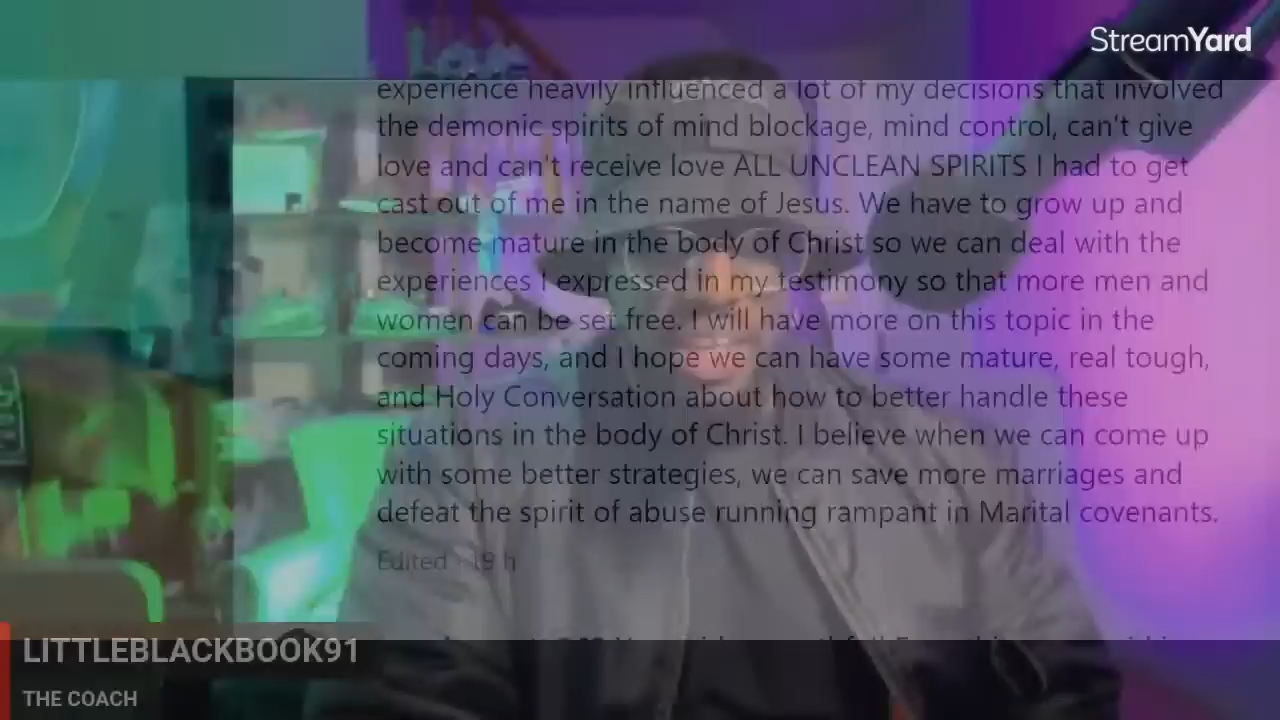 StreamYard
experience heavily influenced a lot of my decisions that involved
the demonic spirits of mind blockage, mind control, can't give
love and can't receive love ALL UNCLEAN SPIRITS I had to get
cast out of me in the name of Jesus. We have to grow up and
become mature in the body of Christ so we can deal with the
experiences I expressed in my testimony so that more men and
women can be set free. I will have more on this topic in the
coming days, and I hope we can have some mature, real tough,
and Holy Conversation about how to better handle these
situations in the body of Christ. I believe when we can come up
with some better strategies, we can save more marriages and
defeat the spirit of abuse running rampant in Marital covenants.
Edited · 19 h
LITTLEBLACKBOOK91
THE COACH